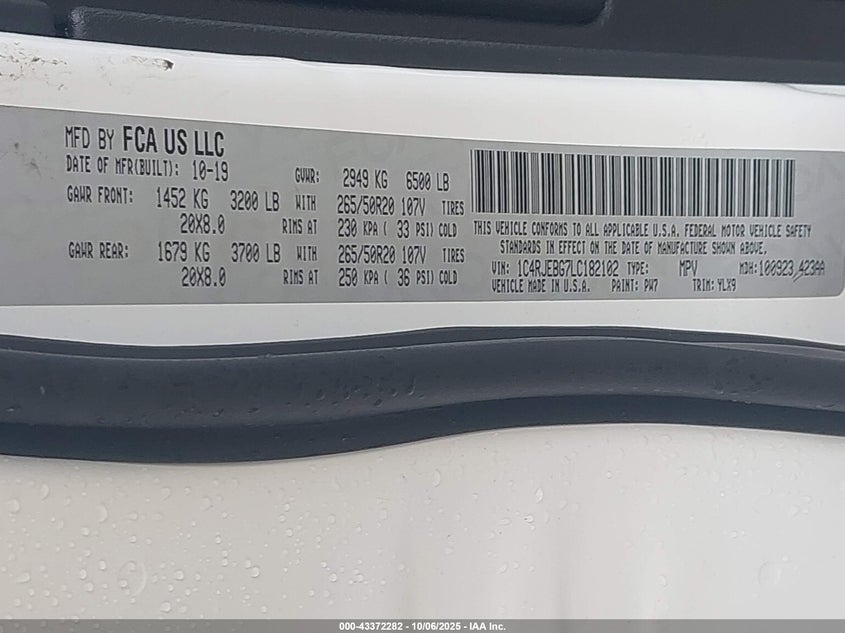 MFD BY FCA US LLC
DATE OF MFR(BUILT): 10-19 GVWR: 2949 KG 6500 LB
GAWR FRONT: 1452 KG 3200 LB WITH 265/50R20 107V TIRES
20X8.0 RIMS AT 230 KPA ( 33 PSI) COLD
GAWR REAR: 1679 KG 3700 LB WITH 265/50R20 107V TIRES
20X8.0 RIMS AT 250 KPA ( 36 PSI) COLD
THIS VEHICLE CONFORMS TO ALL APPLICABLE U.S.A. FEDERAL MOTOR VEHICLE SAFETY
STANDARDS IN EFFECT ON THE DATE OF MANUFACTURE SHOWN ABOVE.
VIN: 1C4RJEBG7LC182102 TYPE: MPV MDH:100923 423AA
VEHICLE MADE IN U.S.A. PAINT: PW7 TRIM: YLX9
000-43372282 - 10/06/2025 - IAA Inc.